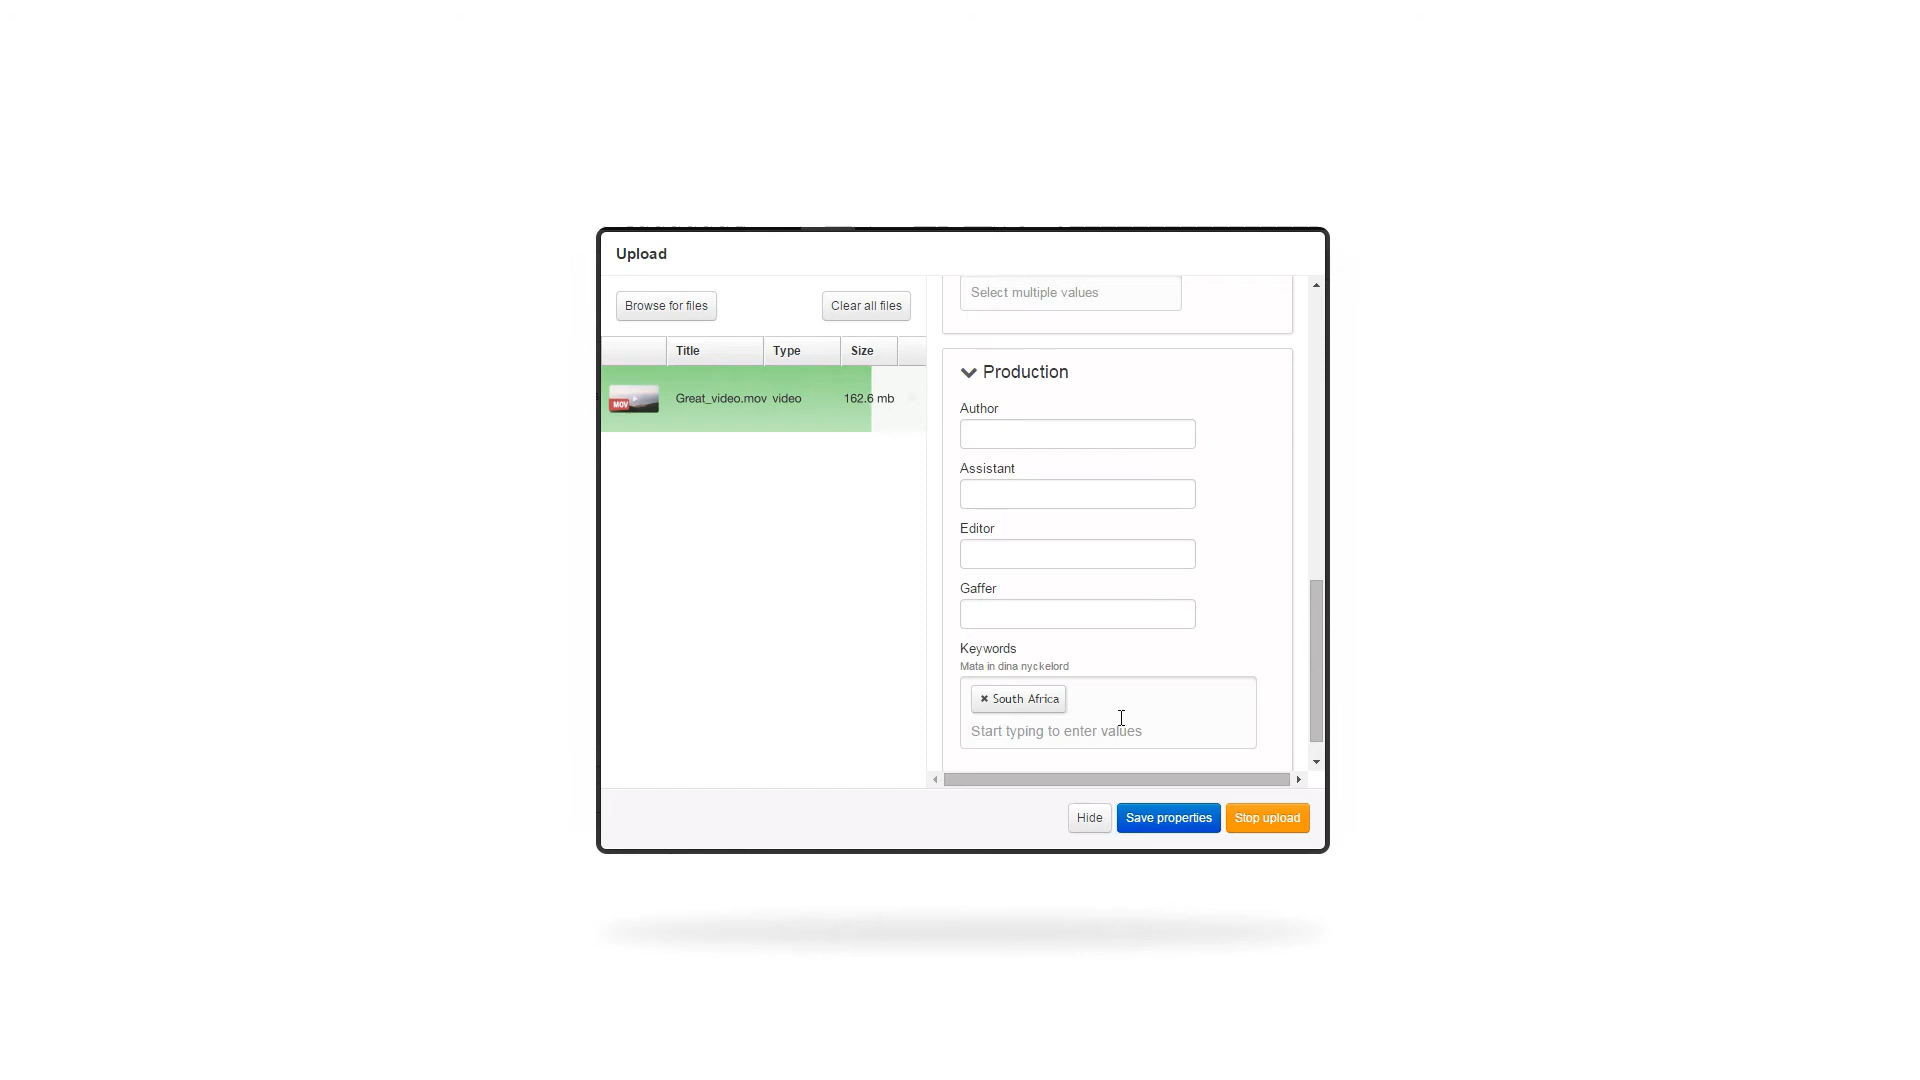 Upload
Browse for files
Clear all files
Title Type Size
MOV
Great_video.mov video 162.6 mb
Select multiple values
Production
Author
Assistant
Editor
Gaffer
Keywords
Mata in dina nyckelord
South Africa
Start typing to enter values
Hide
Save properties
Stop upload